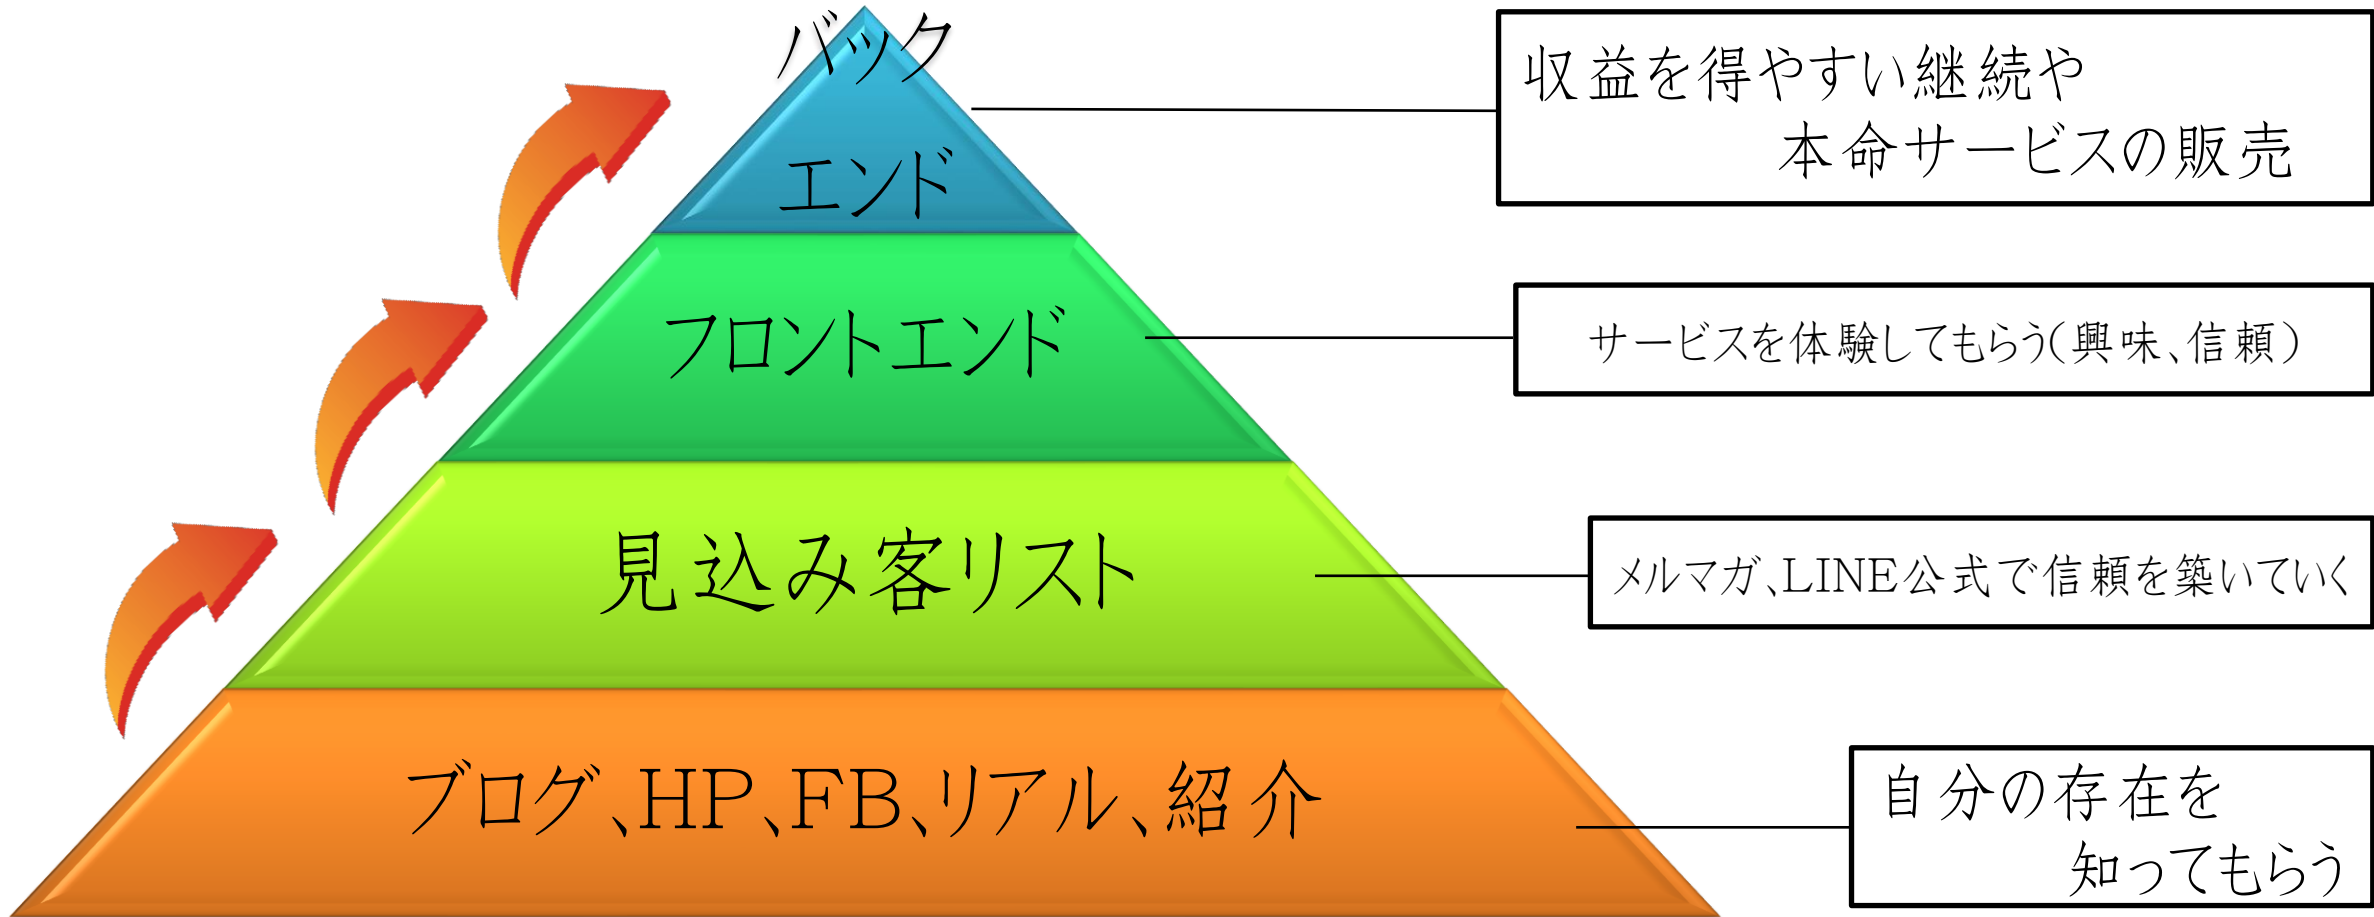 バック
エンド
収益を得やすい継続や
本命サービスの販売
フロントエンド
サービスを体験してもらう（興味、信頼）
見込み客リスト
メルマガ、LINE公式で信頼を築いていく
ブログ、HP、FB、リアル、紹介
自分の存在を
知ってもらう